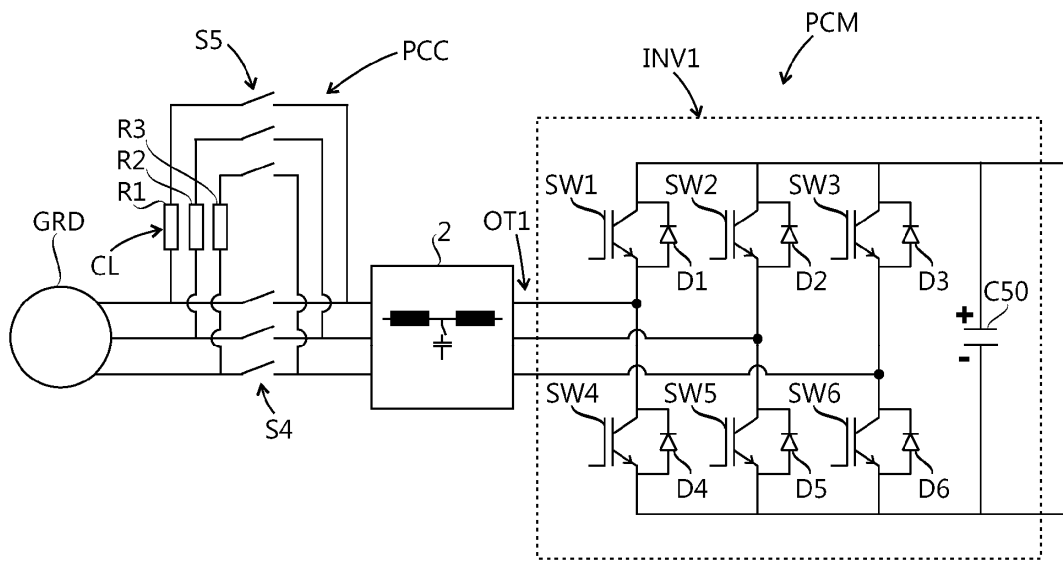 PCM
S5
PCC
INV1
R3
R2
R1
SW1
SW2
SW3
GRD
2
OT1
CL
D1
D2
D3
C50
+
-
SW4
SW5
SW6
S4
D4
D5
D6